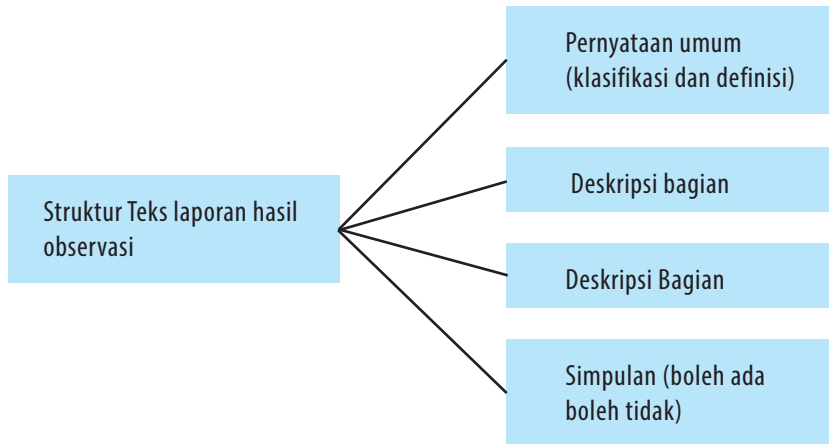 Struktur Teks laporan hasil
observasi
Pernyataan umum
(klasifikasi dan definisi)
Deskripsi bagian
Deskripsi Bagian
Simpulan (boleh ada
boleh tidak)